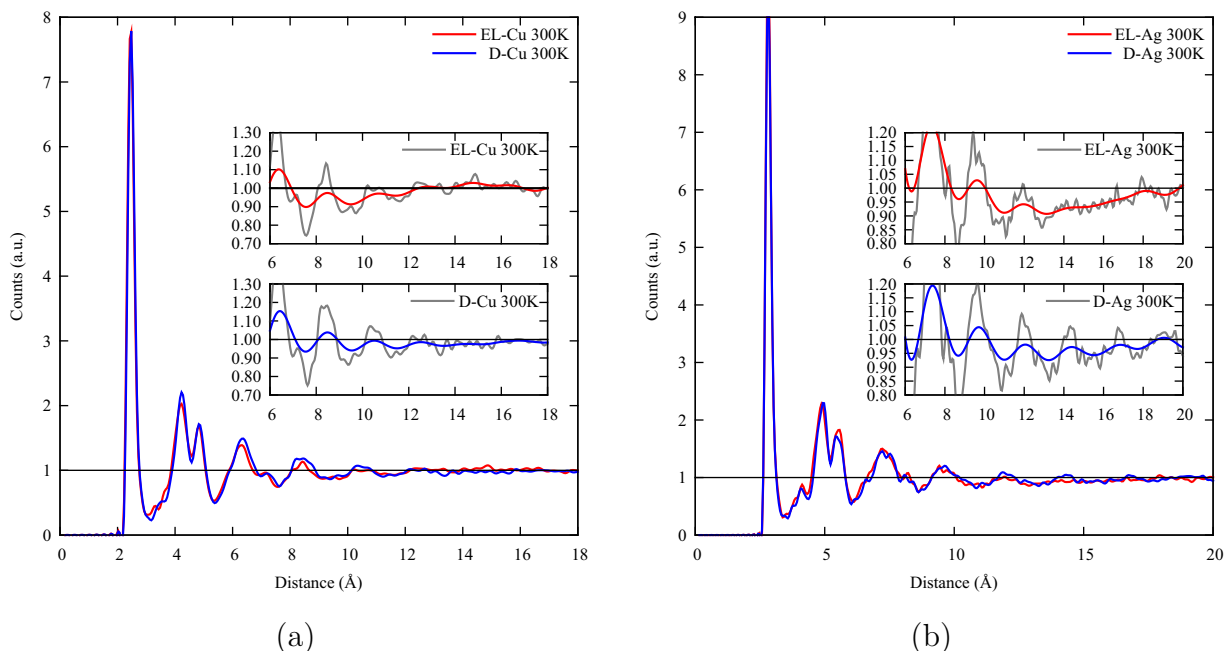 8
7
6
5
4
3
2
1
0
0 2 4 6 8 10 12 14 16 18
Counts (a.u.)
Distance (Å)
EL-Cu 300K
D-Cu 300K
1.30
1.20
1.10
1.00
0.90
0.80
0.70
6 8 10 12 14 16 18
EL-Cu 300K
1.30
1.20
1.10
1.00
0.90
0.80
0.70
6 8 10 12 14 16 18
D-Cu 300K
(a)
9
8
7
6
5
4
3
2
1
0
0 5 10 15 20
Counts (a.u.)
Distance (Å)
EL-Ag 300K
D-Ag 300K
1.20
1.15
1.10
1.05
1.00
0.95
0.90
0.85
0.80
6 8 10 12 14 16 18 20
EL-Ag 300K
1.20
1.15
1.10
1.05
1.00
0.95
0.90
0.85
0.80
6 8 10 12 14 16 18 20
D-Ag 300K
(b)